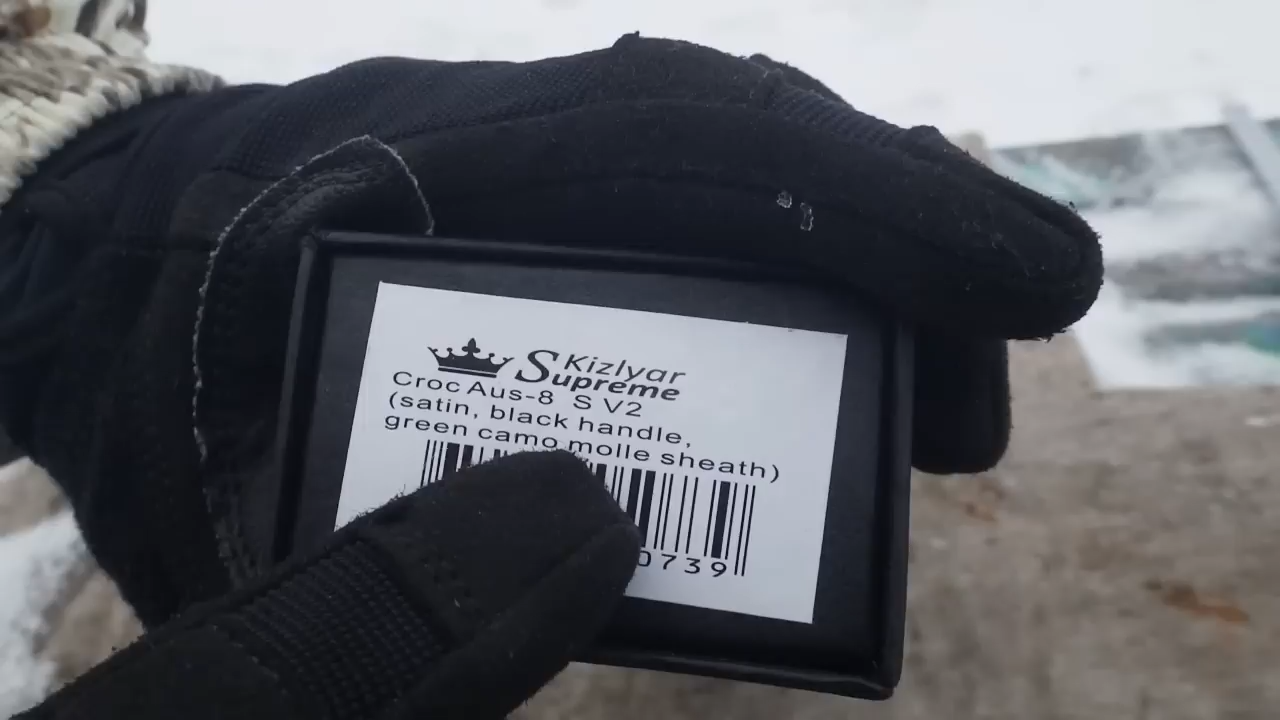 Kizlyar
Supreme
Croc Aus-8 S V2
(satin, black handle,
green camo molle sheath)
0739